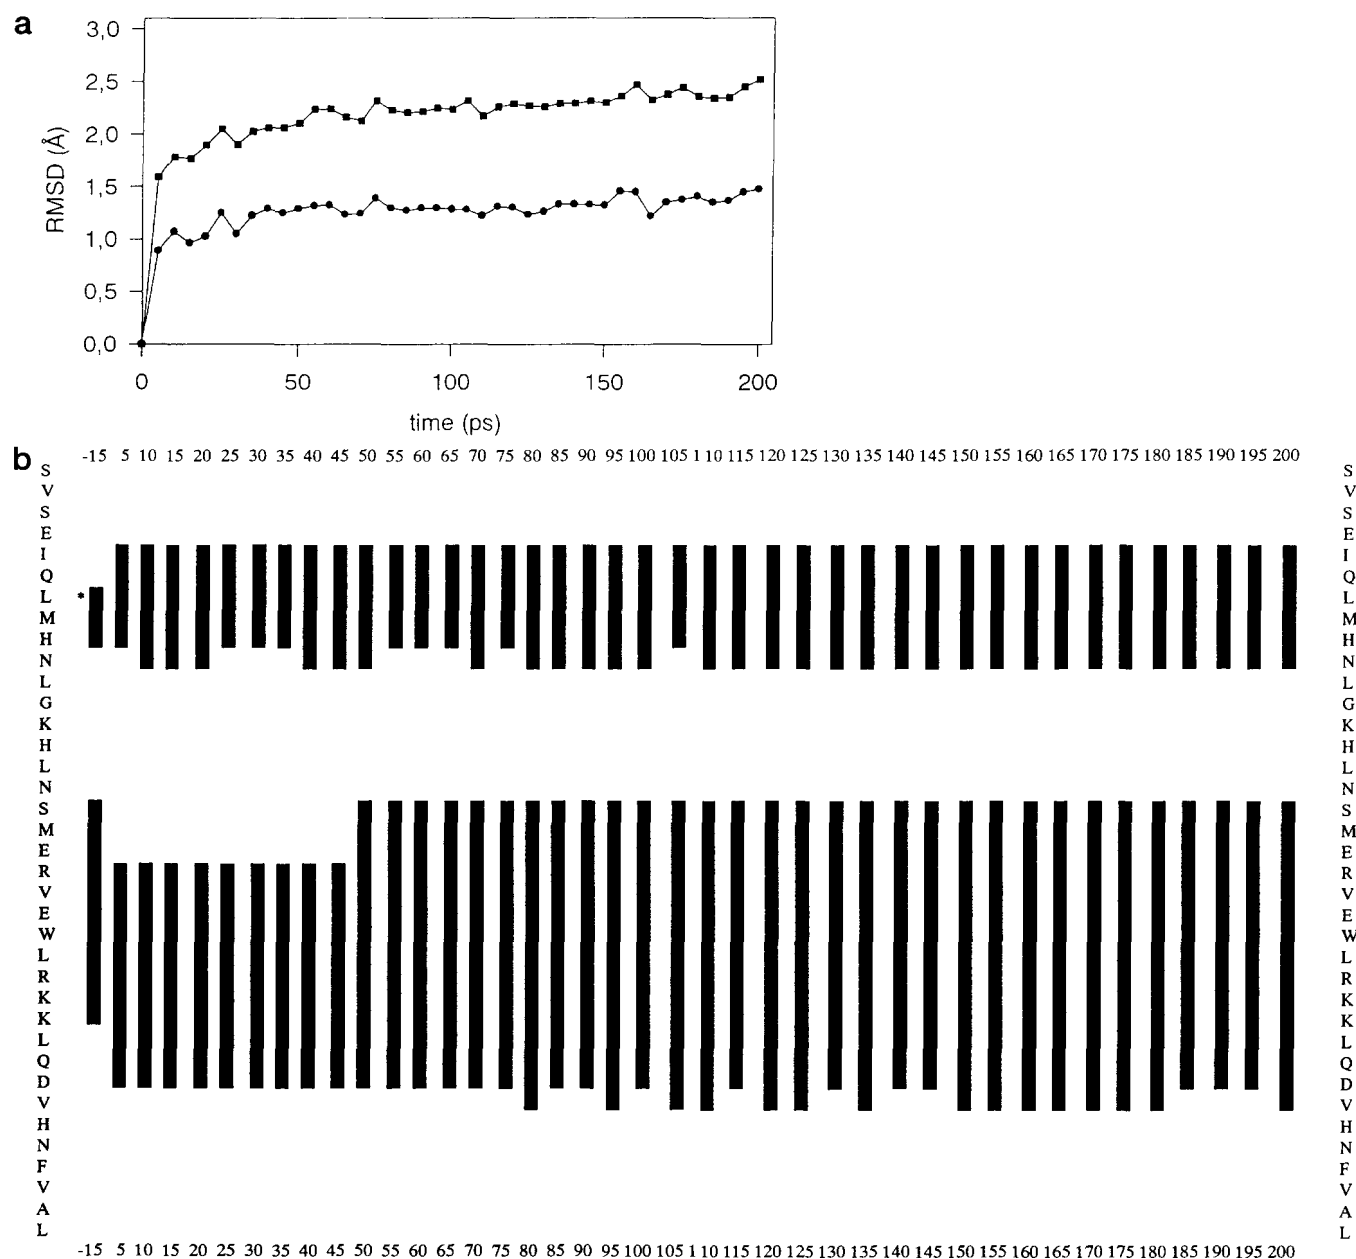 a
3,0
2,5
2,0
1,5
1,0
0,5
0,0
RMSD (Å)
0 50 100 150 200
time (ps)
b
-15 5 10 15 20 25 30 35 40 45 50 55 60 65 70 75 80 85 90 95 100 105 1 10 115 120 125 130 135 140 145 150 155 160 165 170 175 180 185 190 195 200
S S
V V
S S
E E
I I
Q Q
* L L
M M
H H
N N
L L
G G
K K
H H
L L
N N
S S
M M
E E
R R
V V
E E
W W
L L
R R
K K
K K
L L
Q Q
D D
V V
H H
N N
F F
V V
A A
L L
-15 5 10 15 20 25 30 35 40 45 50 55 60 65 70 75 80 85 90 95 100 105 1 10 115 120 125 130 135 140 145 150 155 160 165 170 175 180 185 190 195 200